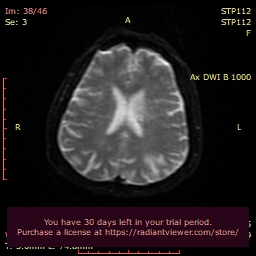 Im: 38/46
Se: 3
A
STP112
STP112
F
Ax DWI B 1000
R
L
You have 30 days left in your trial period.
Purchase a license at https://radiantviewer.com/store/